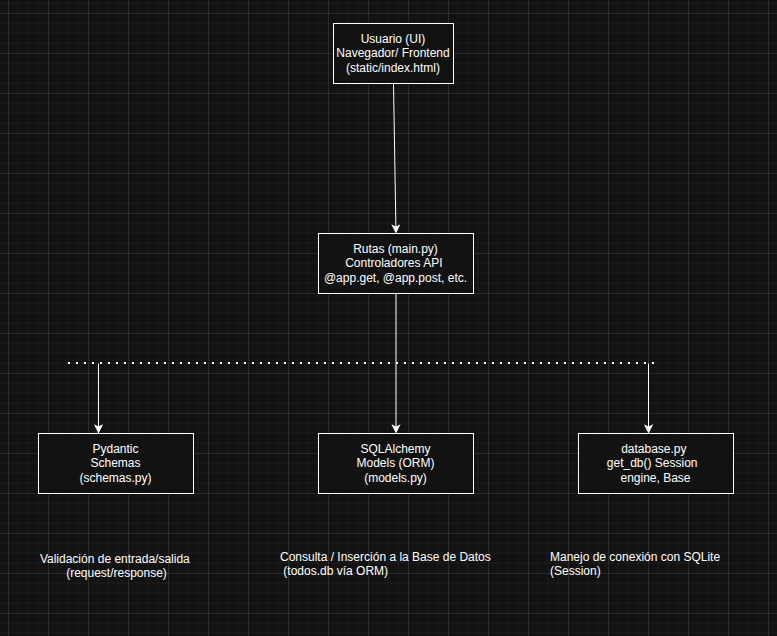 Usuario (UI)
Navegador/ Frontend
(static/index.html)
Rutas (main.py)
Controladores API
@app.get, @app.post, etc.
Pydantic
Schemas
(schemas.py)
SQLAlchemy
Models (ORM)
(models.py)
database.py
get_db() Session
engine, Base
Validación de entrada/salida
(request/response)
Consulta / Inserción a la Base de Datos
(todos.db vía ORM)
Manejo de conexión con SQLite
(Session)